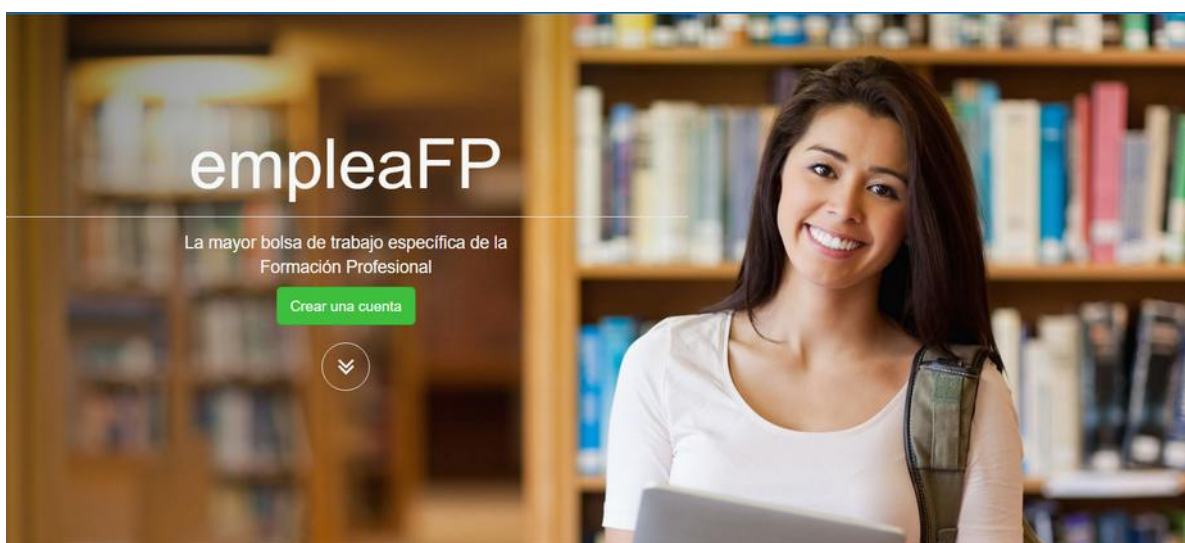 empleaFP
La mayor bolsa de trabajo específica de la
Formación Profesional
Crear una cuenta